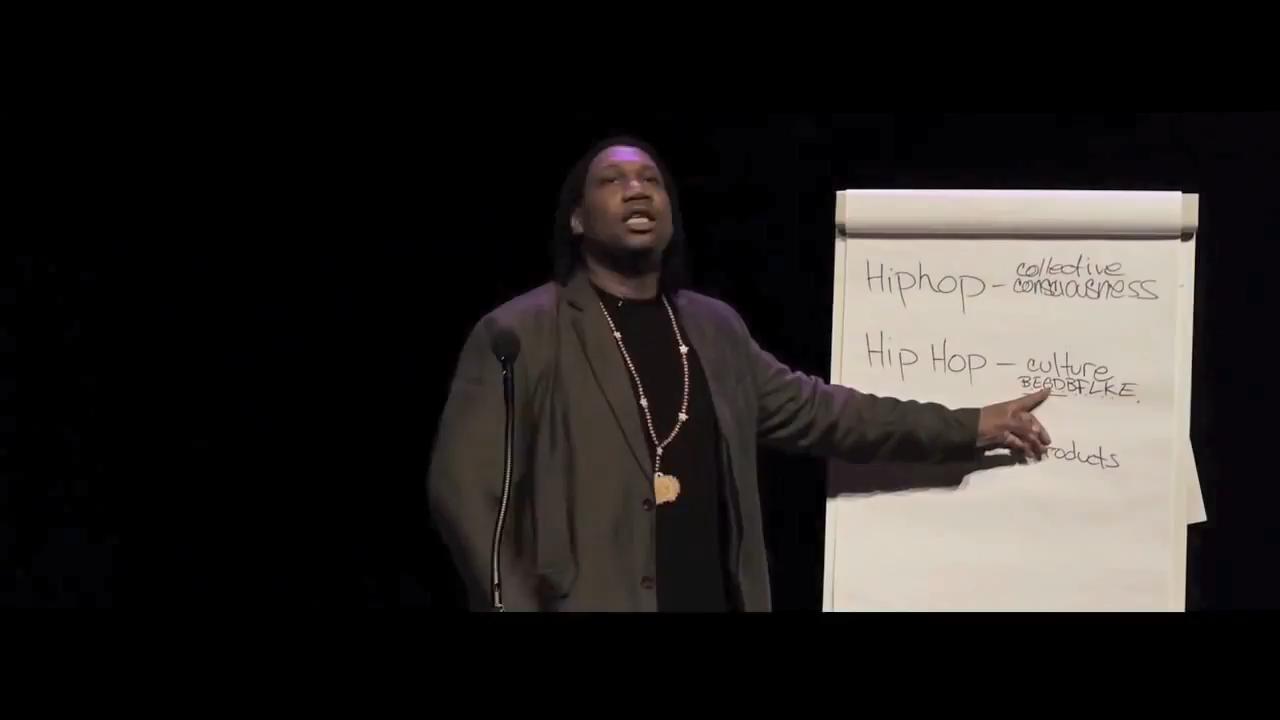 Hiphop - collective
consciousness
Hip Hop - culture
BEGDBFLKE.
roducts